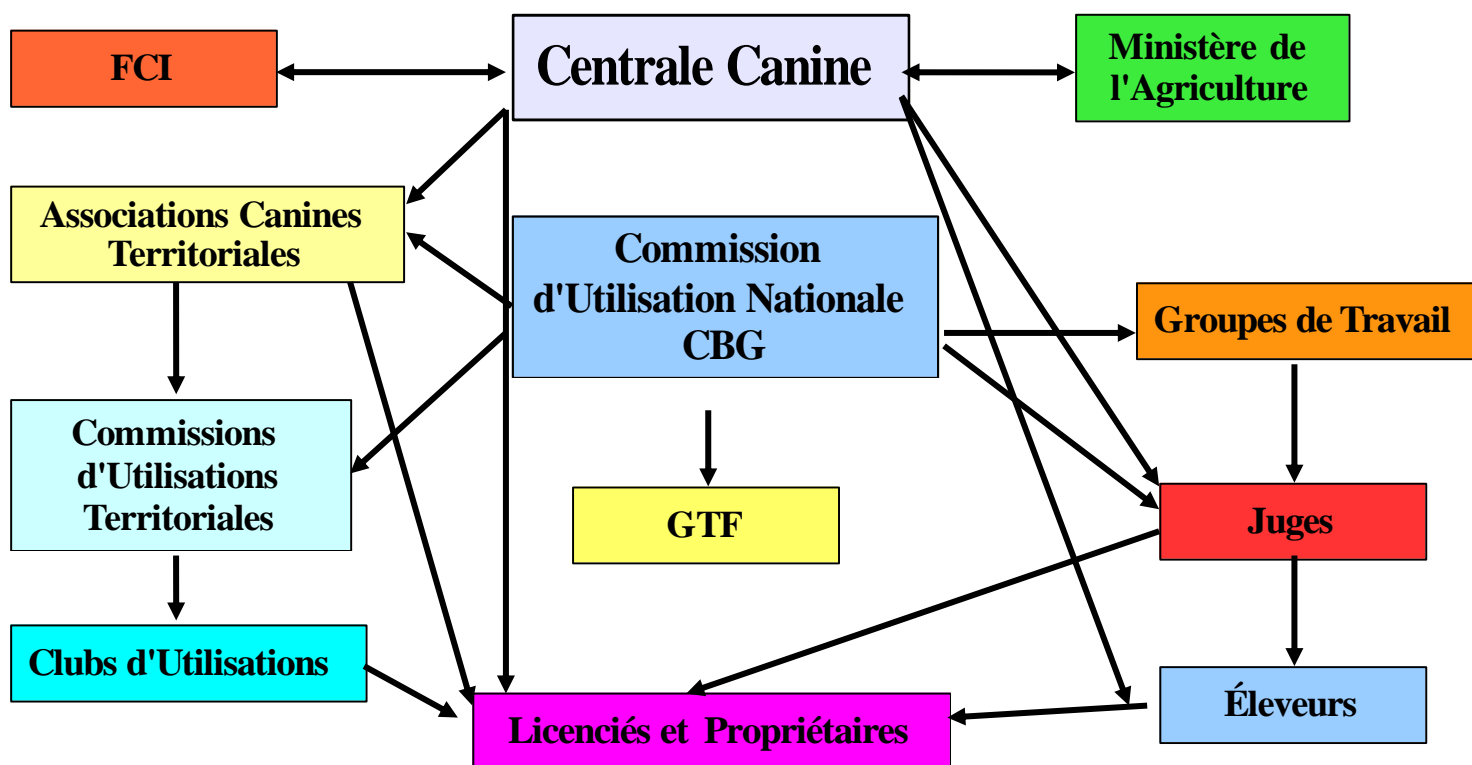 FCI
Centrale Canine
Ministère de
l'Agriculture
Associations Canines
Territoriales
Commission
d'Utilisation Nationale
CBG
Groupes de Travail
Commissions
d'Utilisations
Territoriales
GTF
Juges
Clubs d'Utilisations
Licenciés et Propriétaires
Éleveurs